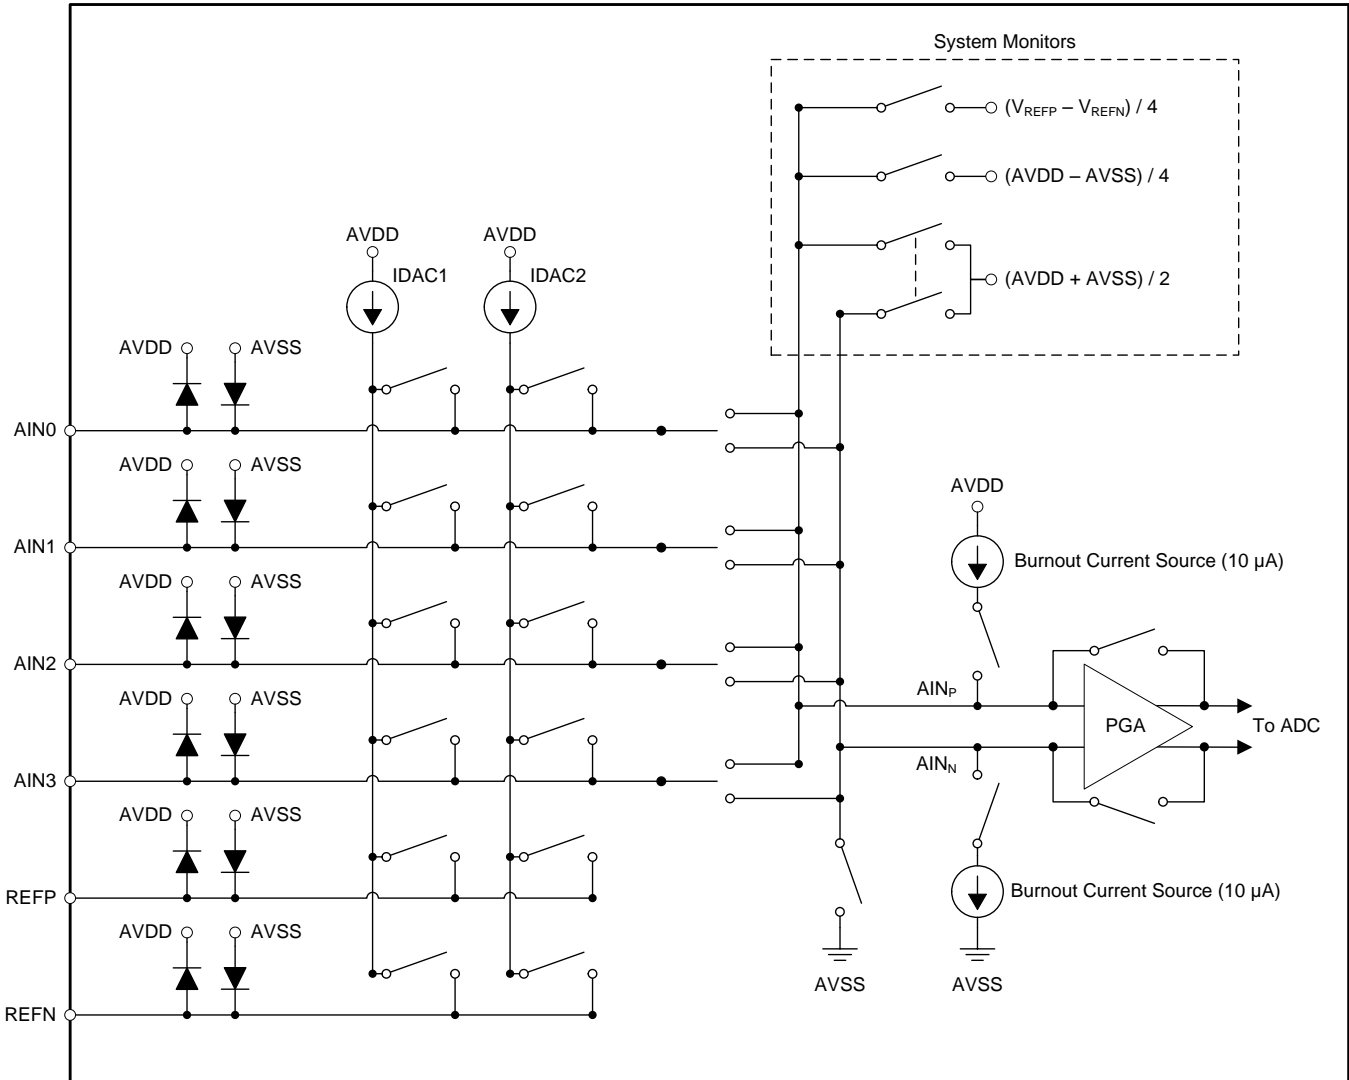 System Monitors
(VREFP – VREFN) / 4
(AVDD – AVSS) / 4
(AVDD + AVSS) / 2
AVDD
AVDD
IDAC1
IDAC2
AVDD
AVSS
AIN0
AVDD
AVSS
AIN1
AVDD
AVSS
AIN2
AVDD
AVSS
AIN3
AVDD
AVSS
REFP
AVDD
AVSS
REFN
AVDD
Burnout Current Source (10 µA)
AINP
PGA
To ADC
AINN
Burnout Current Source (10 µA)
AVSS
AVSS